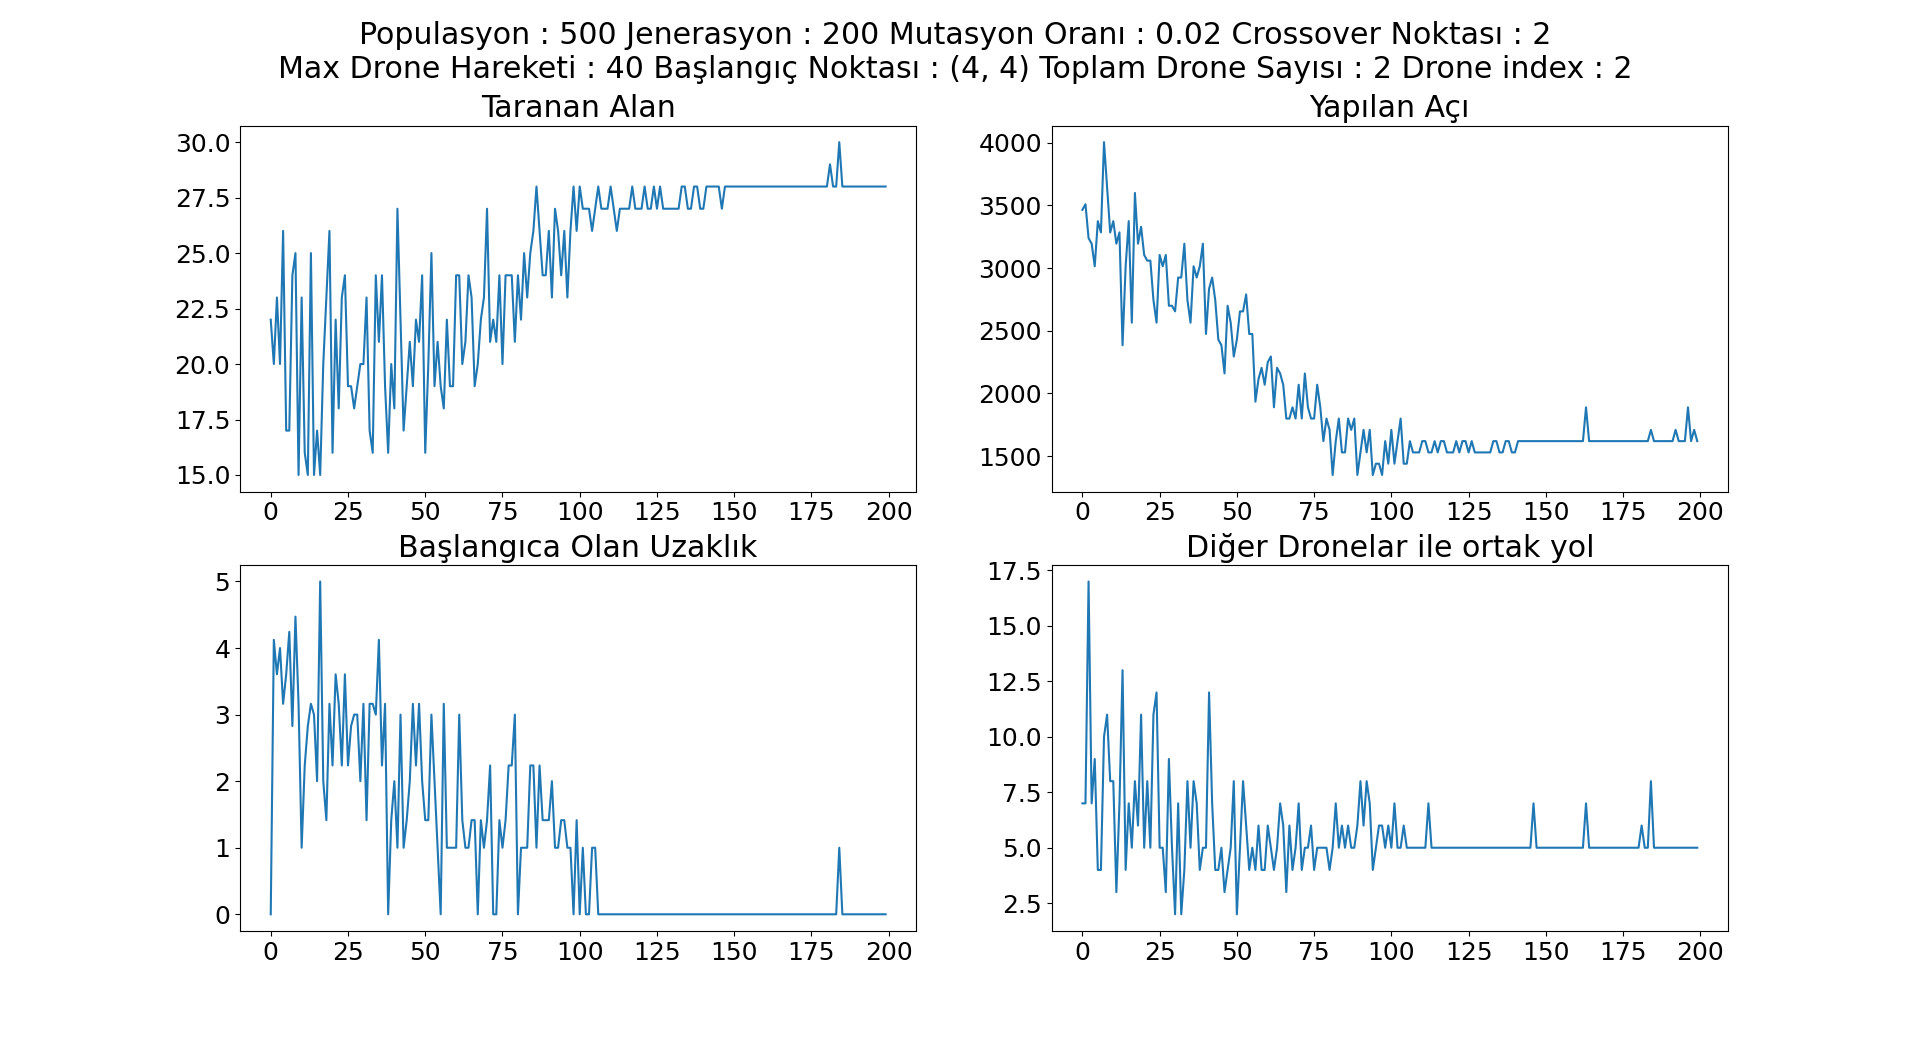 Populasyon : 500 Jenerasyon : 200 Mutasyon Oranı : 0.02 Crossover Noktası : 2
Max Drone Hareketi : 40 Başlangıç Noktası : (4, 4) Toplam Drone Sayısı : 2 Drone index : 2
Taranan Alan
30.0
27.5
25.0
22.5
20.0
17.5
15.0
0 25 50 75 100 125 150 175 200
Yapılan Açı
4000
3500
3000
2500
2000
1500
0 25 50 75 100 125 150 175 200
Başlangıca Olan Uzaklık
5
4
3
2
1
0
0 25 50 75 100 125 150 175 200
Diğer Dronelar ile ortak yol
17.5
15.0
12.5
10.0
7.5
5.0
2.5
0 25 50 75 100 125 150 175 200